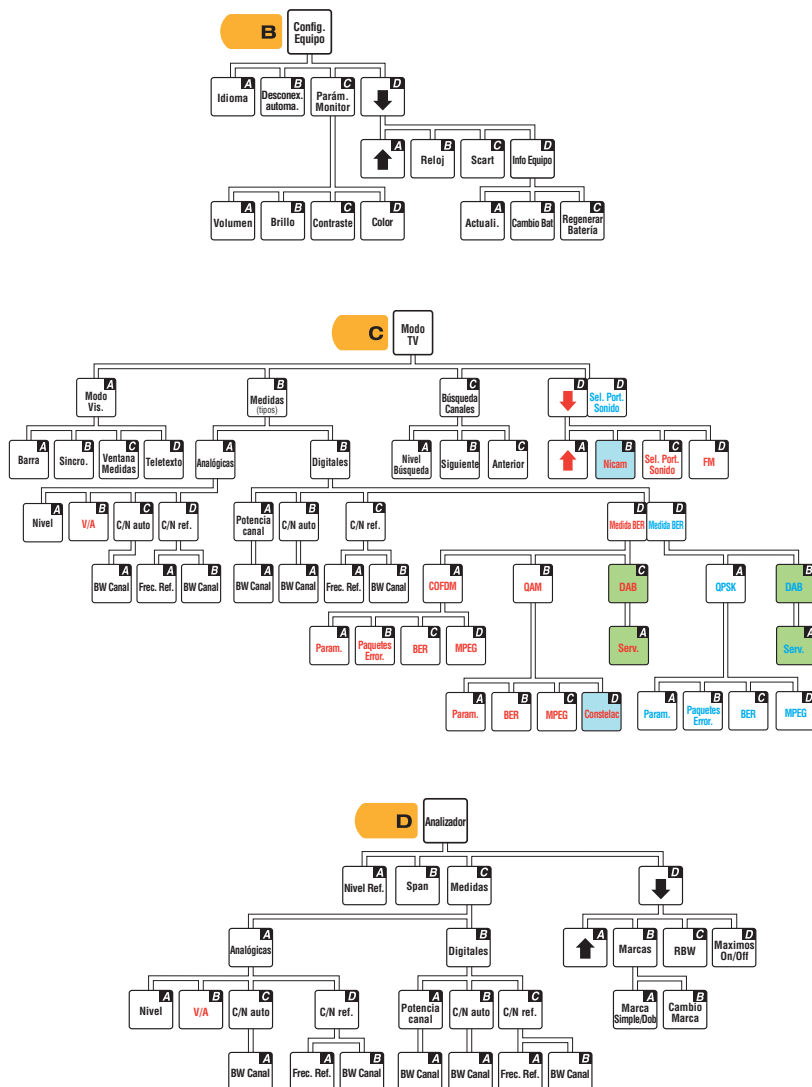 B
Config.
Equipo
A
Idioma
B
Desconex.
automa.
C
Parám.
Monitor
D
A
B
Reloj
C
Scart
D
Info Equipo
A
Volumen
B
Brillo
C
Contraste
D
Color
A
Actuali.
B
Cambio Bat
C
Regenerar
Batería
C
Modo
TV
A
Modo
Vis.
B
Medidas
(tipos)
C
Búsqueda
Canales
D
D
Sel. Port.
Sonido
A
Barra
B
Sincro.
C
Ventana
Medidas
D
Teletexto
A
Analógicas
B
Digitales
A
Nivel
Búsqueda
B
Siguiente
C
Anterior
A
B
Nicam
C
Sel. Port.
Sonido
D
FM
A
Nivel
B
V/A
C
C/N auto
D
C/N ref.
A
Potencia
canal
B
C/N auto
C
C/N ref.
D
Medida BER
D
Medida BER
A
BW Canal
A
Frec. Ref.
B
BW Canal
A
BW Canal
A
BW Canal
A
Frec. Ref.
B
BW Canal
A
COFDM
B
QAM
C
DAB
A
QPSK
B
DAB
A
Param.
B
Paquetes
Error.
C
BER
D
MPEG
A
Serv.
A
Serv.
A
Param.
B
BER
C
MPEG
D
Constelac
A
Param.
B
Paquetes
Error.
C
BER
D
MPEG
D
Analizador
A
Nivel Ref.
B
Span
C
Medidas
D
A
Analógicas
B
Digitales
A
B
Marcas
C
RBW
D
Maximos
On/Off
A
Nivel
B
V/A
C
C/N auto
D
C/N ref.
A
Potencia
canal
B
C/N auto
C
C/N ref.
A
Marca
Simple/Dob
B
Cambio
Marca
A
BW Canal
A
Frec. Ref.
B
BW Canal
A
BW Canal
A
BW Canal
A
Frec. Ref.
B
BW Canal